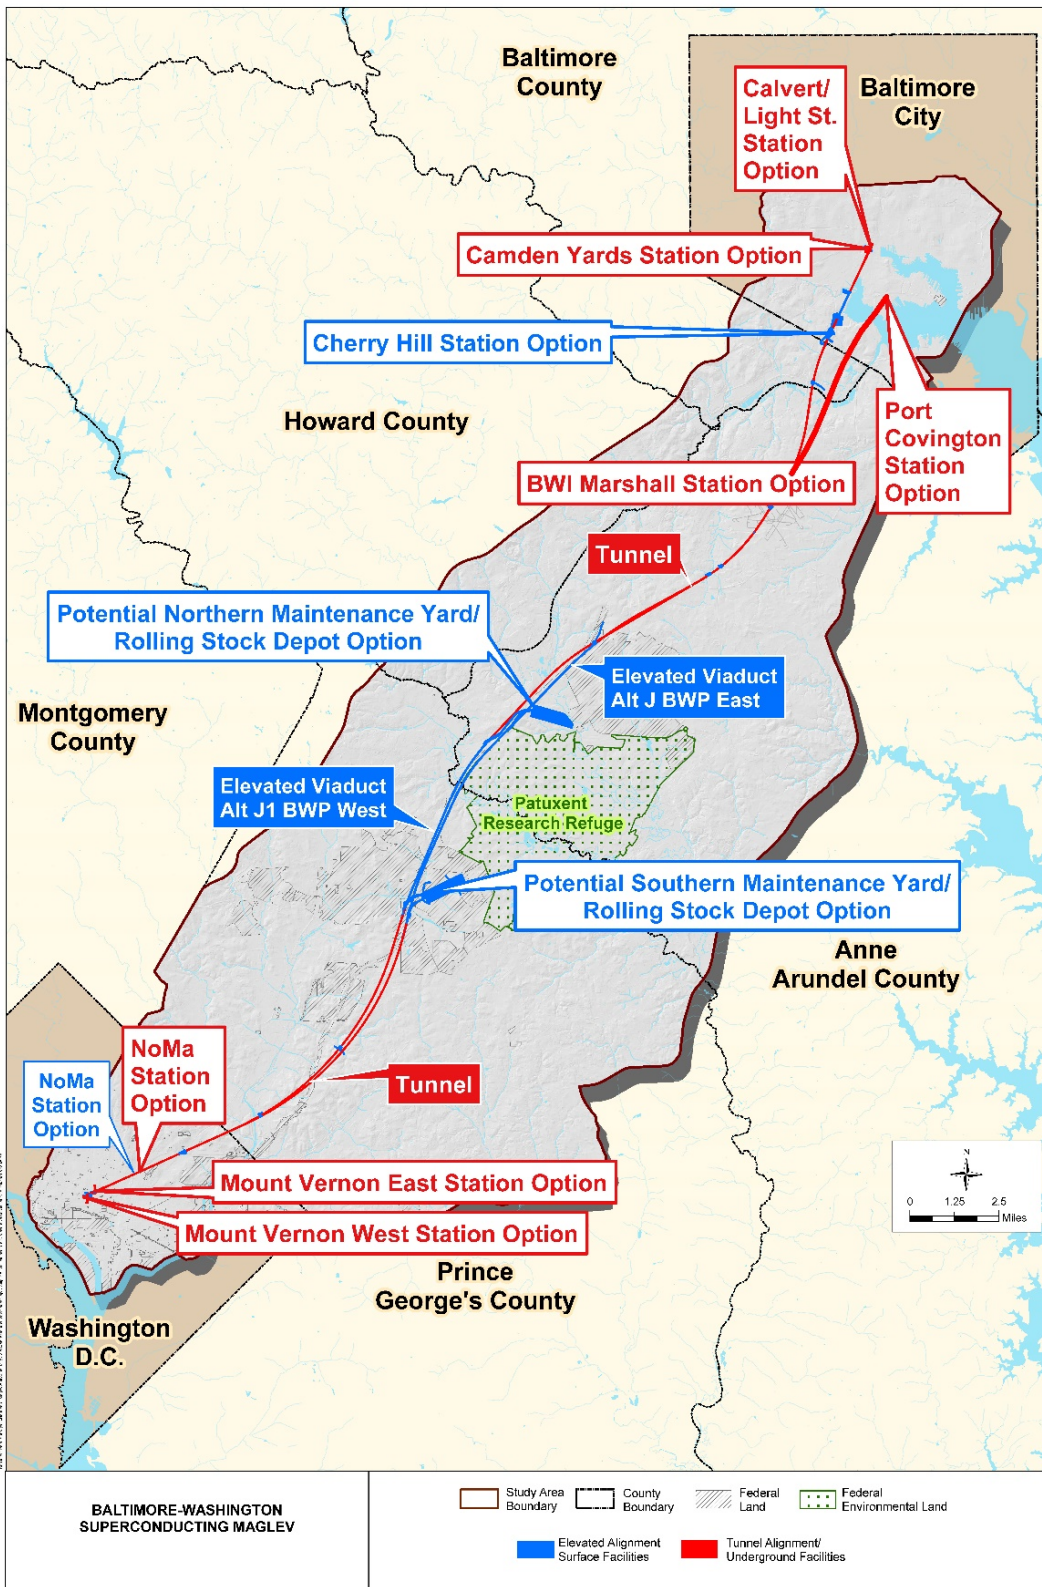 Baltimore
County
Calvert/
Light St.
Station
Option
Baltimore
City
Camden Yards Station Option
Cherry Hill Station Option
Howard County
Port
Covington
Station
Option
BWI Marshall Station Option
Tunnel
Potential Northern Maintenance Yard/
Rolling Stock Depot Option
Elevated Viaduct
Alt J BWP East
Montgomery
County
Elevated Viaduct
Alt J1 BWP West
Patuxent
Research Refuge
Potential Southern Maintenance Yard/
Rolling Stock Depot Option
Anne
Arundel County
NoMa
Station
Option
NoMa
Station
Option
Tunnel
Mount Vernon East Station Option
Mount Vernon West Station Option
N
0 1.25 2.5
Miles
Prince
George's County
Washington
D.C.
BALTIMORE-WASHINGTON
SUPERCONDUCTING MAGLEV
Study Area
Boundary
County
Boundary
Federal
Land
Federal
Environmental Land
Elevated Alignment
Surface Facilities
Tunnel Alignment/
Underground Facilities